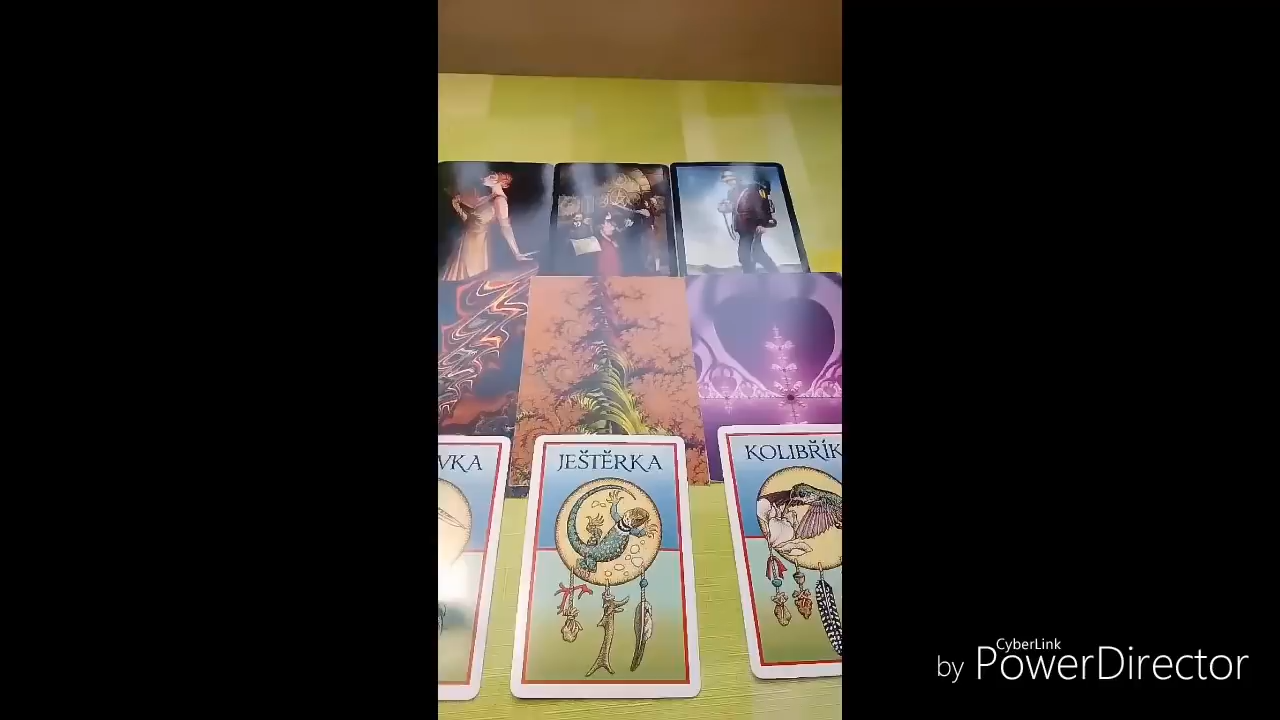 VKA
JEŠTĚRKA
KOLIBŘÍK
CyberLink
by PowerDirector